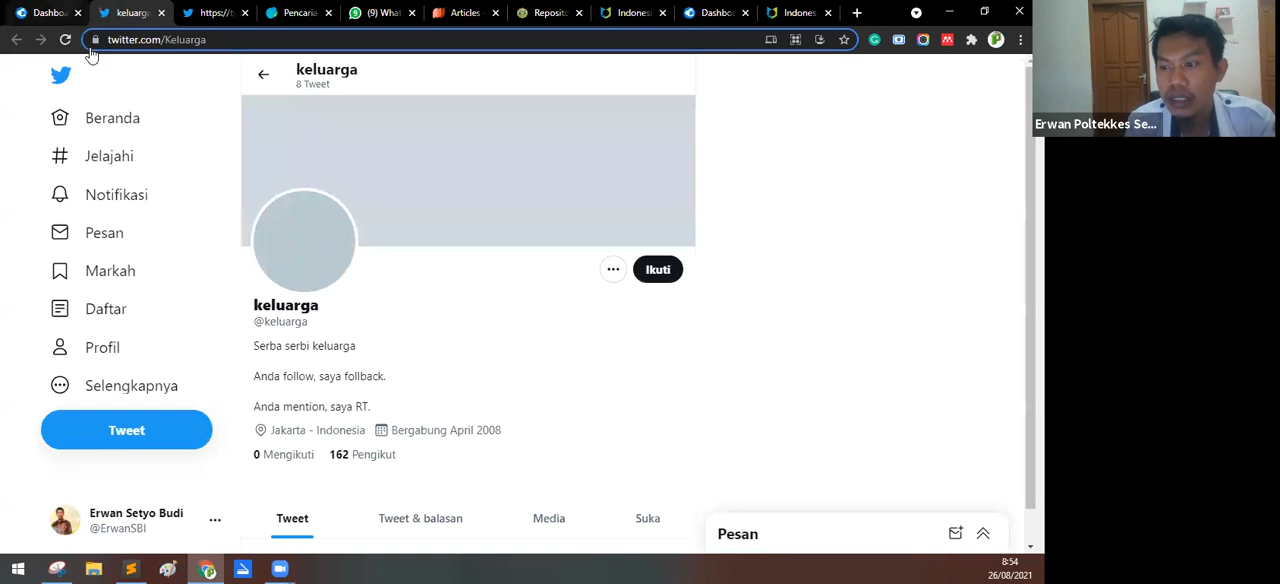 Dashbo
keluarga
https://t
Pencaria
(9) What
Articles -
Reposito
Indonesi
Dashbo
Indones
twitter.com/Keluarga
Erwan Poltekkes Se...
keluarga
8 Tweet
Beranda
Jelajahi
Notifikasi
Pesan
Markah
Daftar
Profil
Selengkapnya
Tweet
Erwan Setyo Budi
@ErwanSBI
Ikuti
keluarga
@keluarga
Serba serbi keluarga
Anda follow, saya follback.
Anda mention, saya RT.
Jakarta - Indonesia Bergabung April 2008
0 Mengikuti 162 Pengikut
Tweet Tweet & balasan Media Suka
Pesan
8:54
26/08/2021